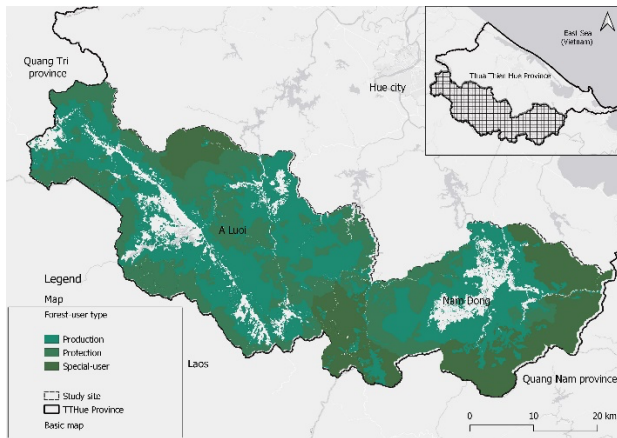 Quang Tri
province
Hue city
East Sea
(Vietnam)
Thua Thien Hue Province
A Luoi
Nam Dong
Legend
Map
Forest-user type
Production
Protection
Special-user
Study site
TTHue Province
Basic map
Laos
Quang Nam province
0 10 20 km